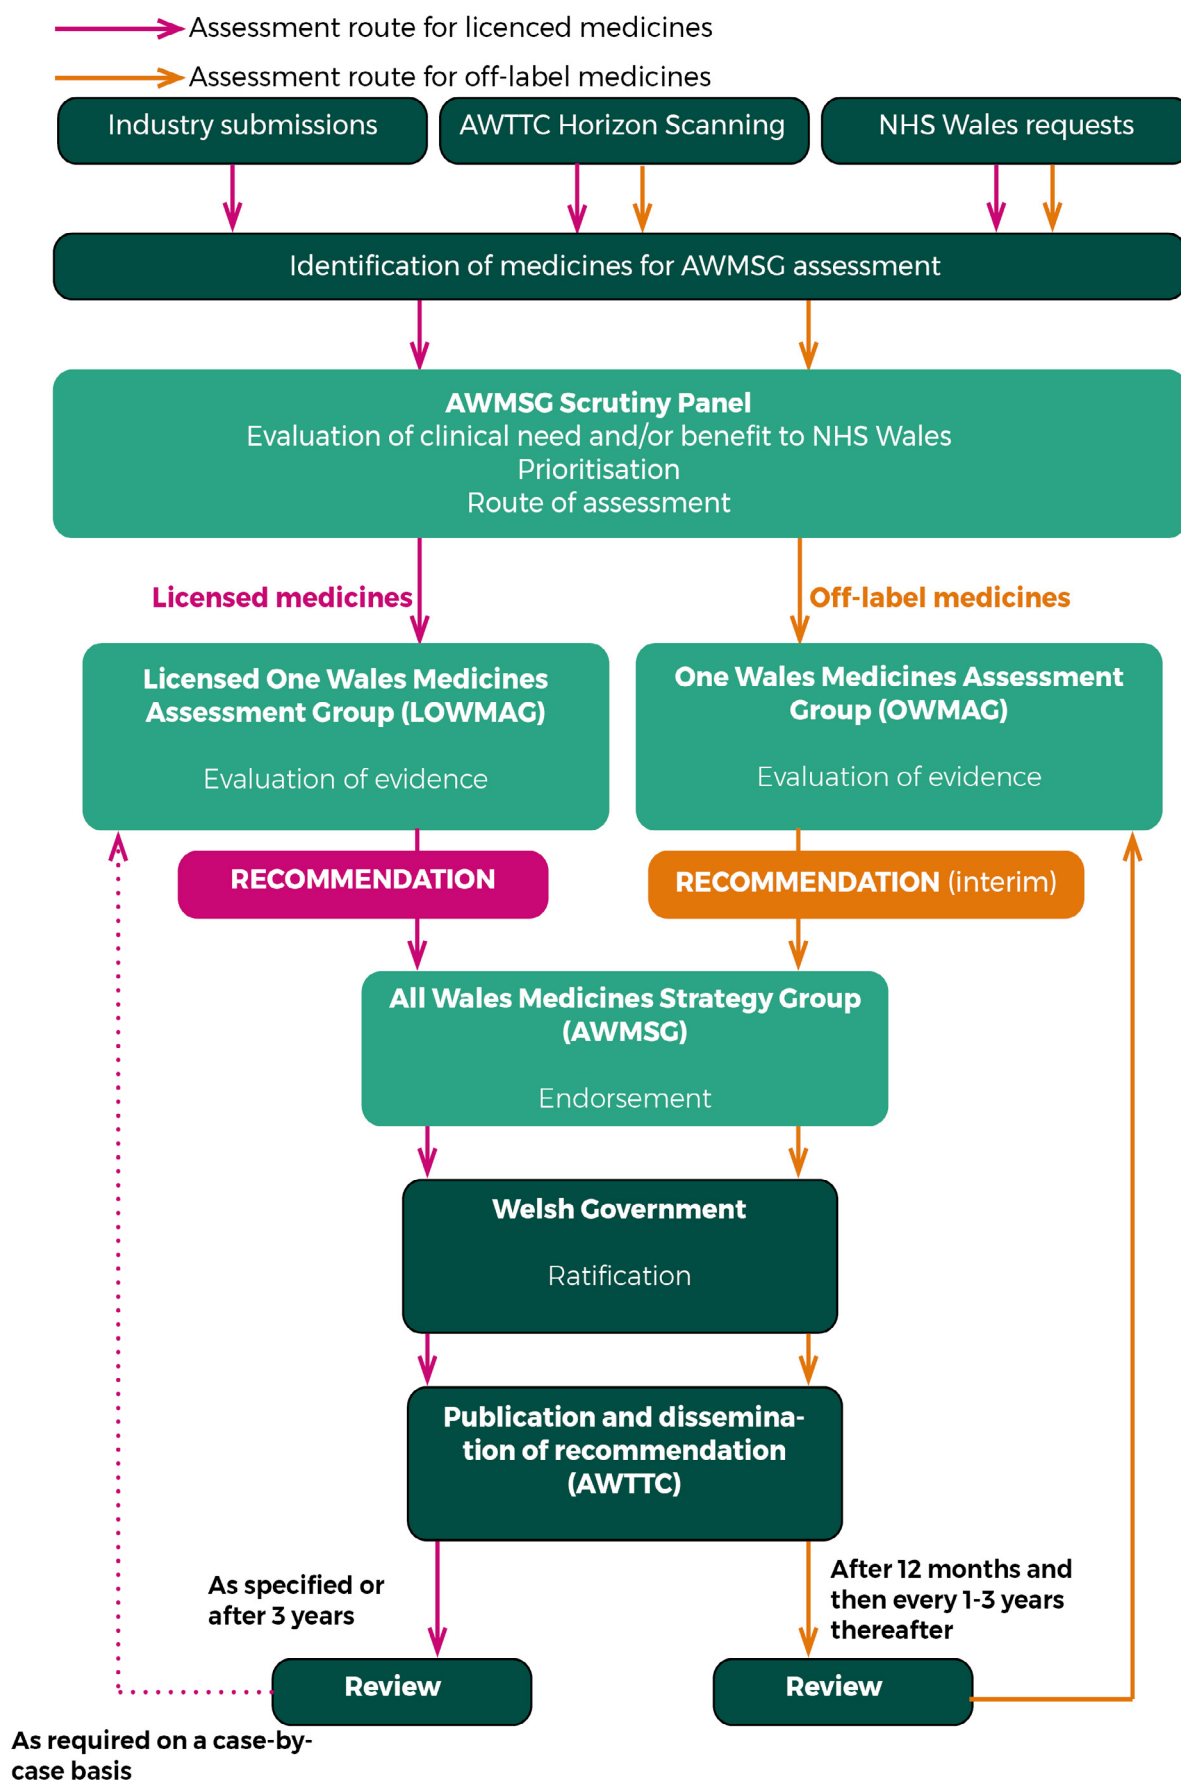 Assessment route for licenced medicines
Assessment route for off-label medicines
Industry submissions
AWTTC Horizon Scanning
NHS Wales requests
Identification of medicines for AWMSG assessment
AWMSG Scrutiny Panel
Evaluation of clinical need and/or benefit to NHS Wales
Prioritisation
Route of assessment
Licensed medicines
Off-label medicines
Licensed One Wales Medicines
Assessment Group (LOWMAG)
Evaluation of evidence
One Wales Medicines Assessment
Group (OWMAG)
Evaluation of evidence
RECOMMENDATION
RECOMMENDATION (interim)
All Wales Medicines Strategy Group
(AWMSG)
Endorsement
Welsh Government
Ratification
Publication and dissemina-
tion of recommendation
(AWTTC)
As specified or
after 3 years
After 12 months and
then every 1-3 years
thereafter
Review
Review
As required on a case-by-
case basis